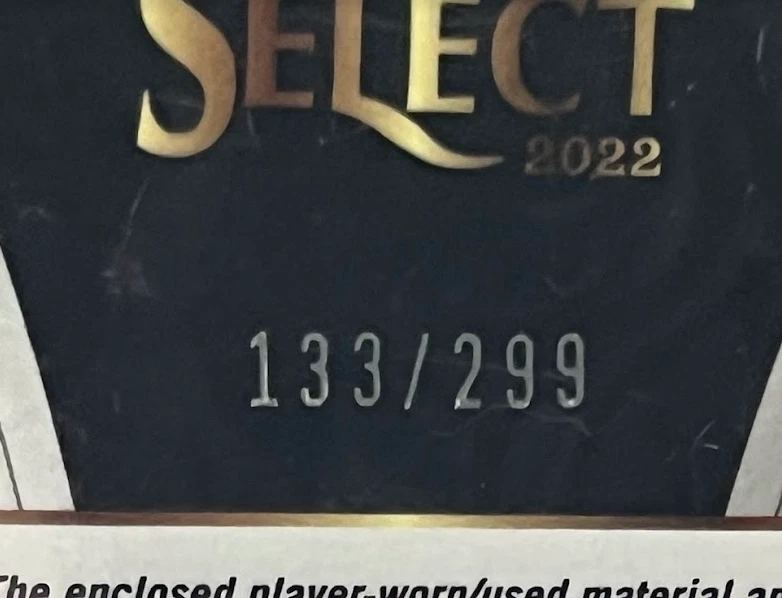 SELECT
2022
133/299
The enclosed player-worn/used material